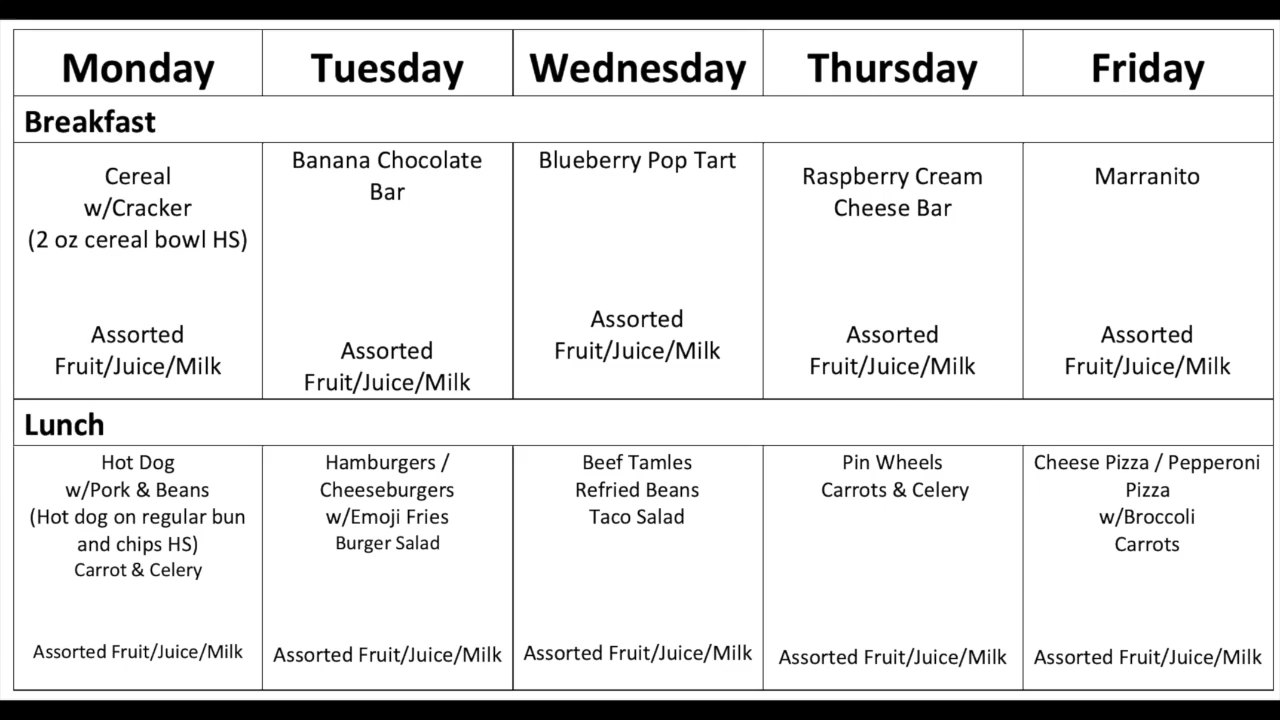 Monday
Tuesday
Wednesday
Thursday
Friday
Breakfast
Cereal
w/Cracker
(2 oz cereal bowl HS)
Assorted
Fruit/Juice/Milk
Banana Chocolate
Bar
Assorted
Fruit/Juice/Milk
Blueberry Pop Tart
Assorted
Fruit/Juice/Milk
Raspberry Cream
Cheese Bar
Assorted
Fruit/Juice/Milk
Marranito
Assorted
Fruit/Juice/Milk
Lunch
Hot Dog
w/Pork & Beans
(Hot dog on regular bun
and chips HS)
Carrot & Celery
Assorted Fruit/Juice/Milk
Hamburgers /
Cheeseburgers
w/Emoji Fries
Burger Salad
Assorted Fruit/Juice/Milk
Beef Tamles
Refried Beans
Taco Salad
Assorted Fruit/Juice/Milk
Pin Wheels
Carrots & Celery
Assorted Fruit/Juice/Milk
Cheese Pizza / Pepperoni
Pizza
w/Broccoli
Carrots
Assorted Fruit/Juice/Milk